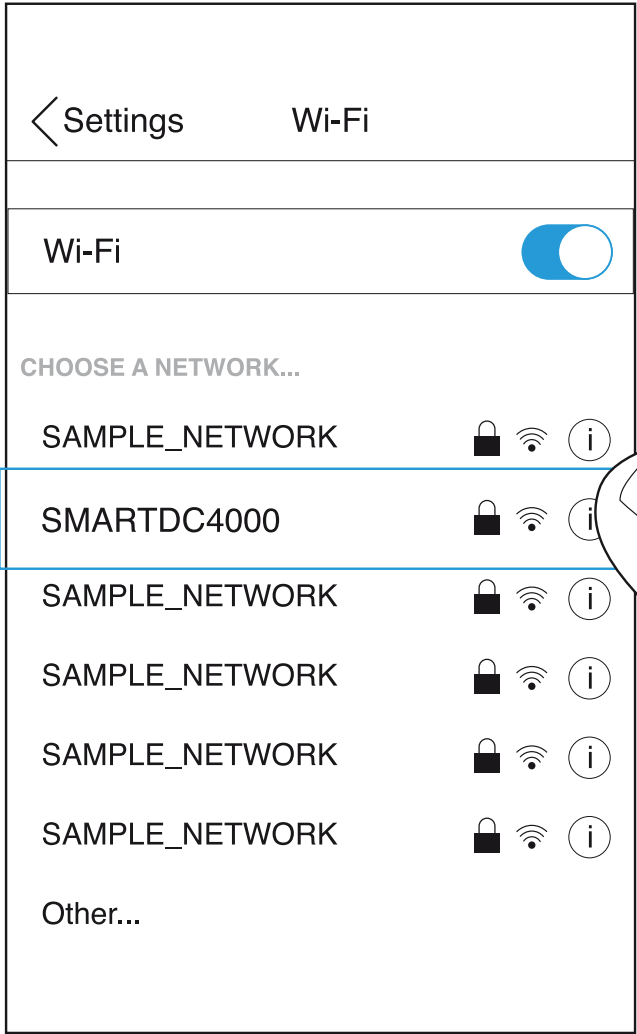 Settings Wi-Fi
Wi-Fi
CHOOSE A NETWORK...
SAMPLE_NETWORK i
SMARTDC4000 i
SAMPLE_NETWORK i
SAMPLE_NETWORK i
SAMPLE_NETWORK i
SAMPLE_NETWORK i
Other...